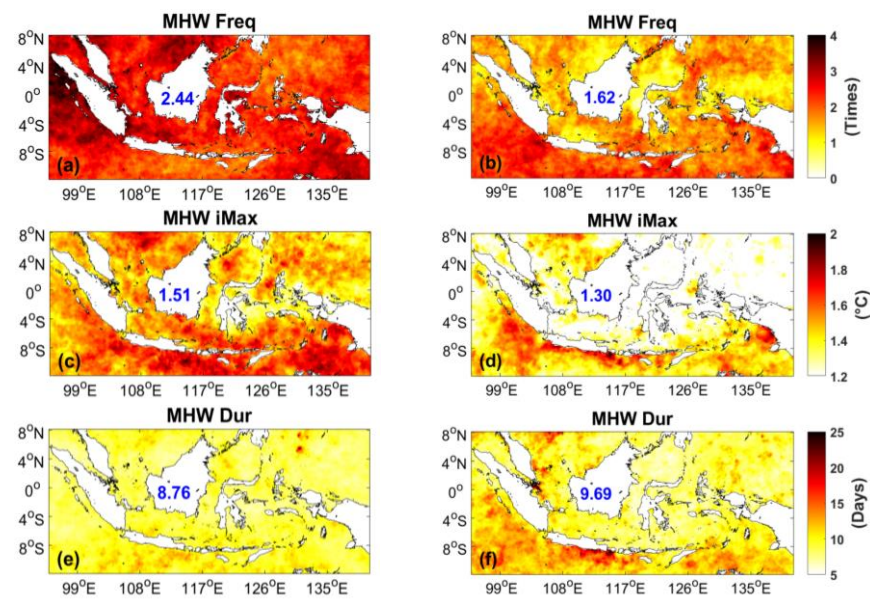 MHW Freq
8°N
4°N
0°
4°S
8°S
2.44
(a)
99°E 108°E 117°E 126°E 135°E
MHW Freq
8°N
4°N
0°
4°S
8°S
1.62
(b)
99°E 108°E 117°E 126°E 135°E
4
3
2
1
0
(Times)
MHW iMax
8°N
4°N
0°
4°S
8°S
1.51
(c)
99°E 108°E 117°E 126°E 135°E
MHW iMax
8°N
4°N
0°
4°S
8°S
1.30
(d)
99°E 108°E 117°E 126°E 135°E
2
1.8
1.6
1.4
1.2
(°C)
MHW Dur
8°N
4°N
0°
4°S
8°S
8.76
(e)
99°E 108°E 117°E 126°E 135°E
MHW Dur
8°N
4°N
0°
4°S
8°S
9.69
(f)
99°E 108°E 117°E 126°E 135°E
25
20
15
10
5
(Days)